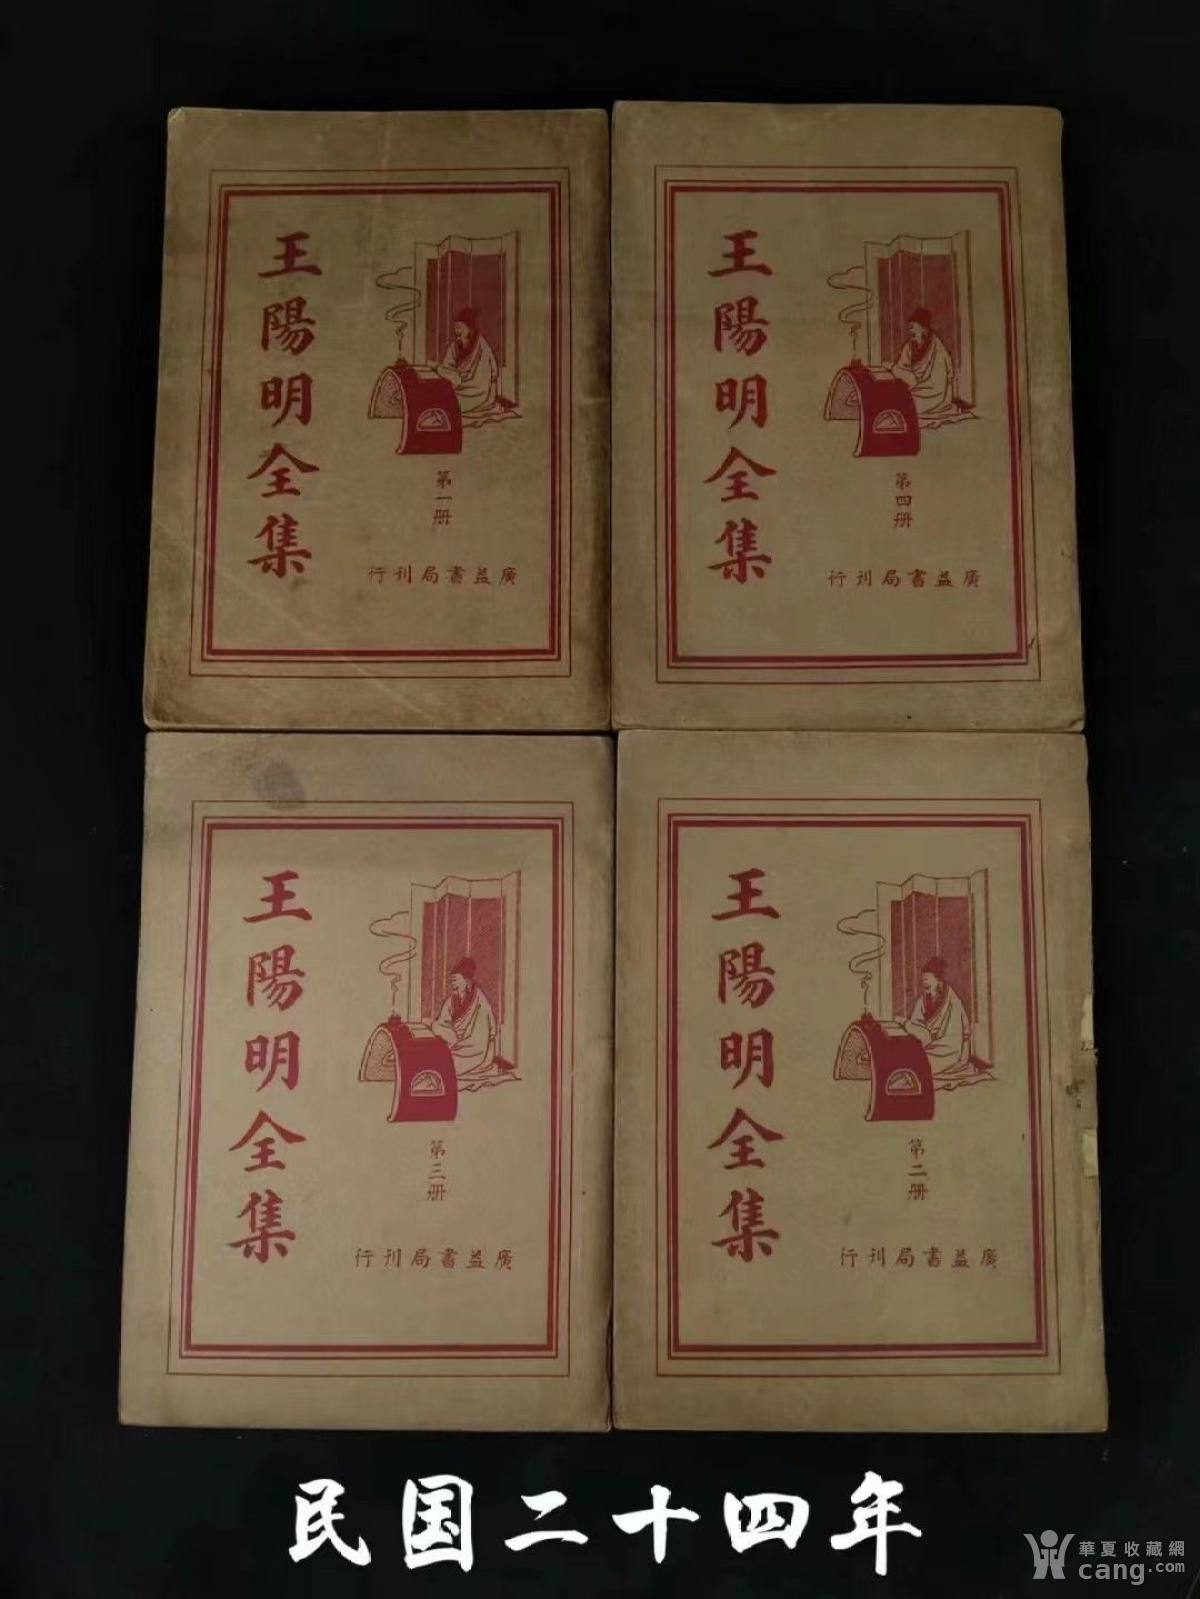 王陽明全集
第一册
廣益書局刊行
王陽明全集
第四册
廣益書局刊行
王陽明全集
第三册
廣益書局刊行
王陽明全集
第二册
廣益書局刊行
民国二十四年
華夏收藏網
cang.com